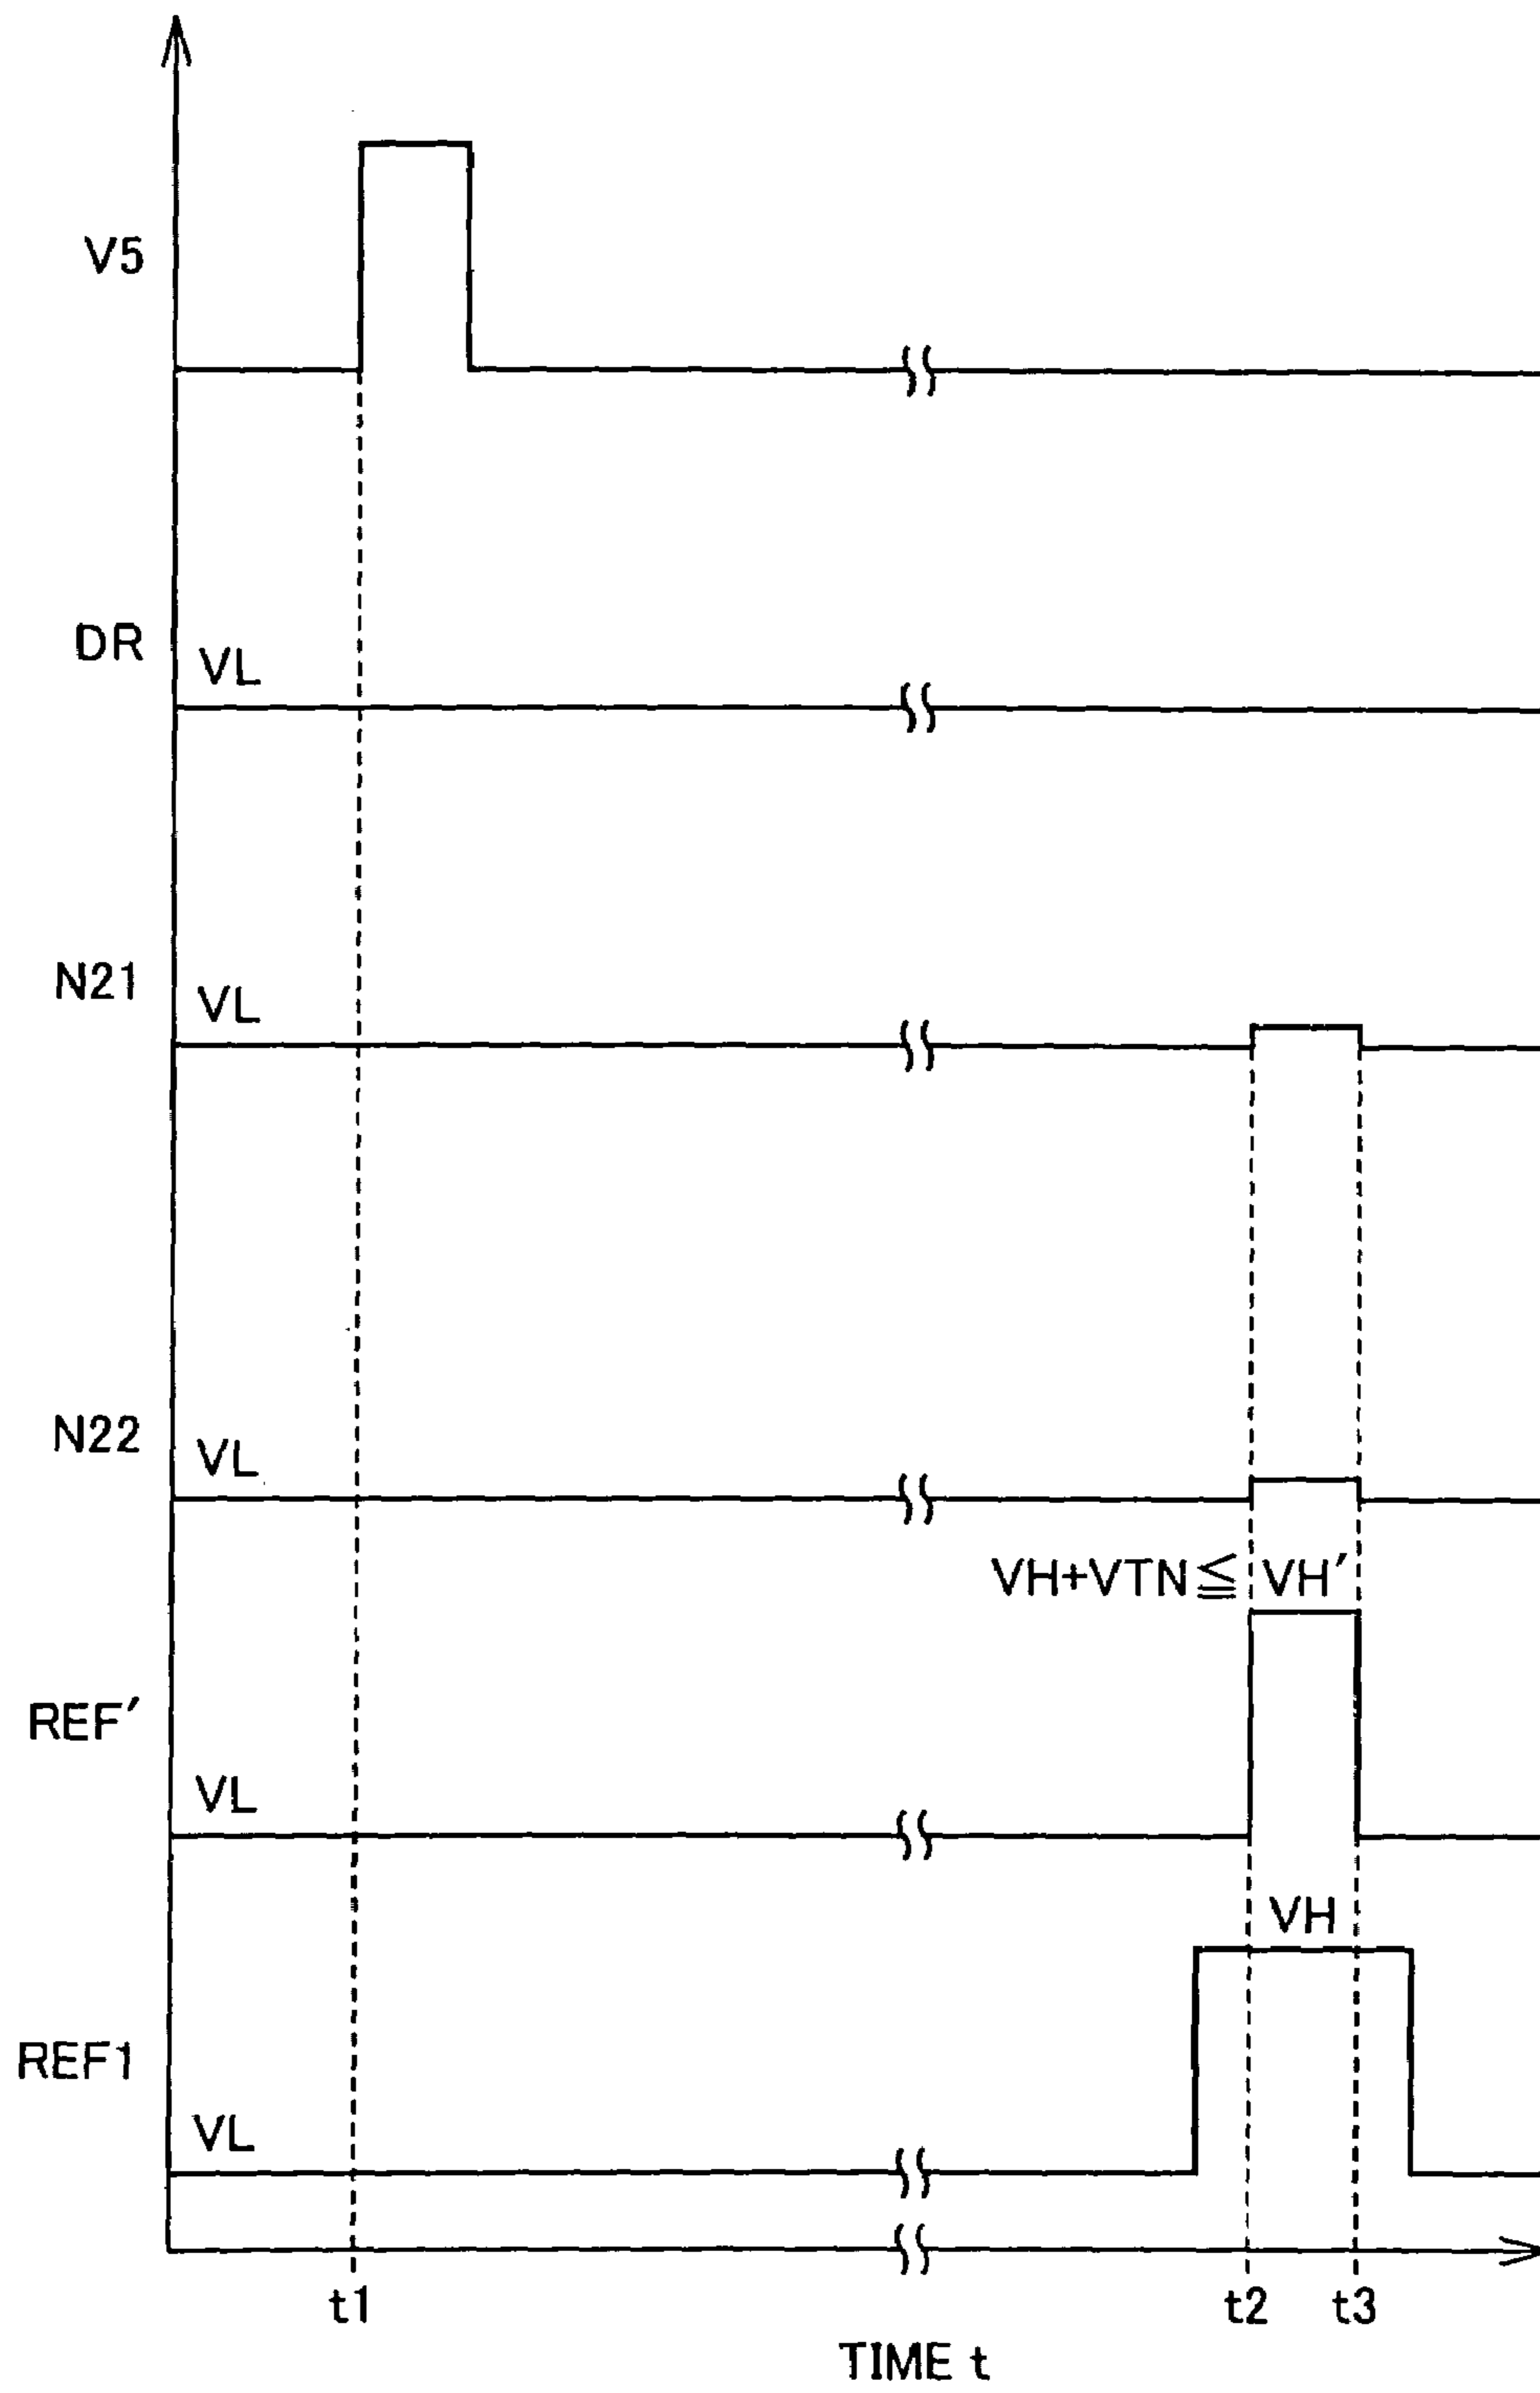 V5
DR
VL
N21
VL
N22
VL
VH+VTN≦ VH′
REF′
VL
VH
REF1
VL
t1
t2
t3
TIME t